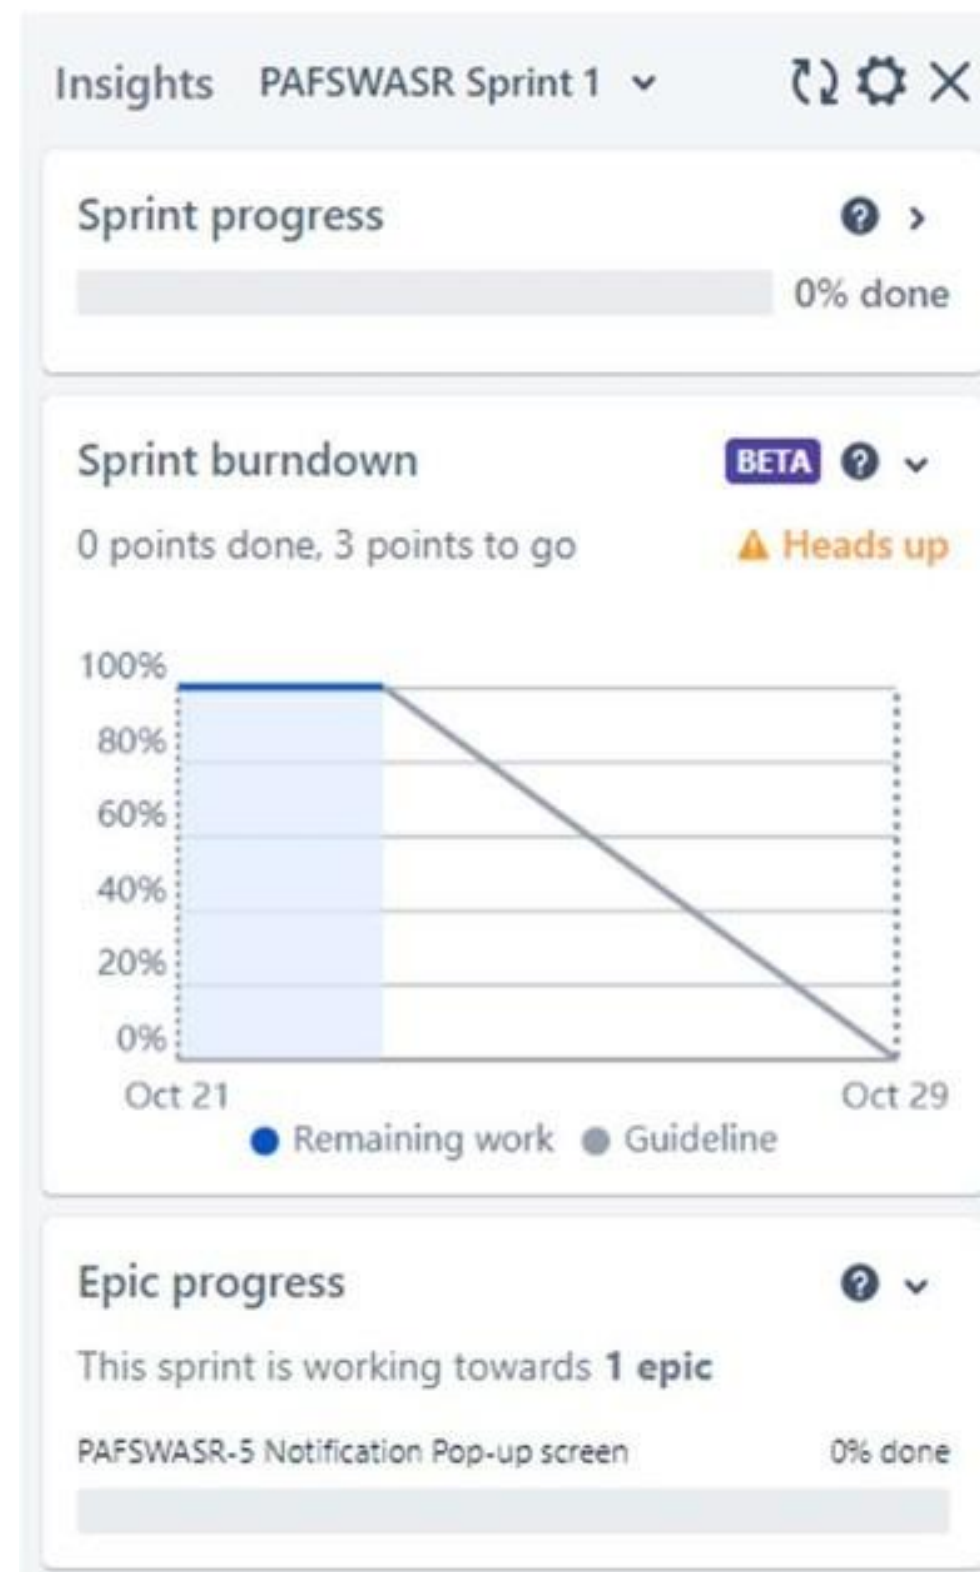 Insights PAFSWASR Sprint 1
Sprint progress
0% done
Sprint burndown BETA
0 points done, 3 points to go Heads up
100%
80%
60%
40%
20%
0%
Oct 21 Oct 29
Remaining work Guideline
Epic progress
This sprint is working towards 1 epic
PAFSWASR-5 Notification Pop-up screen 0% done